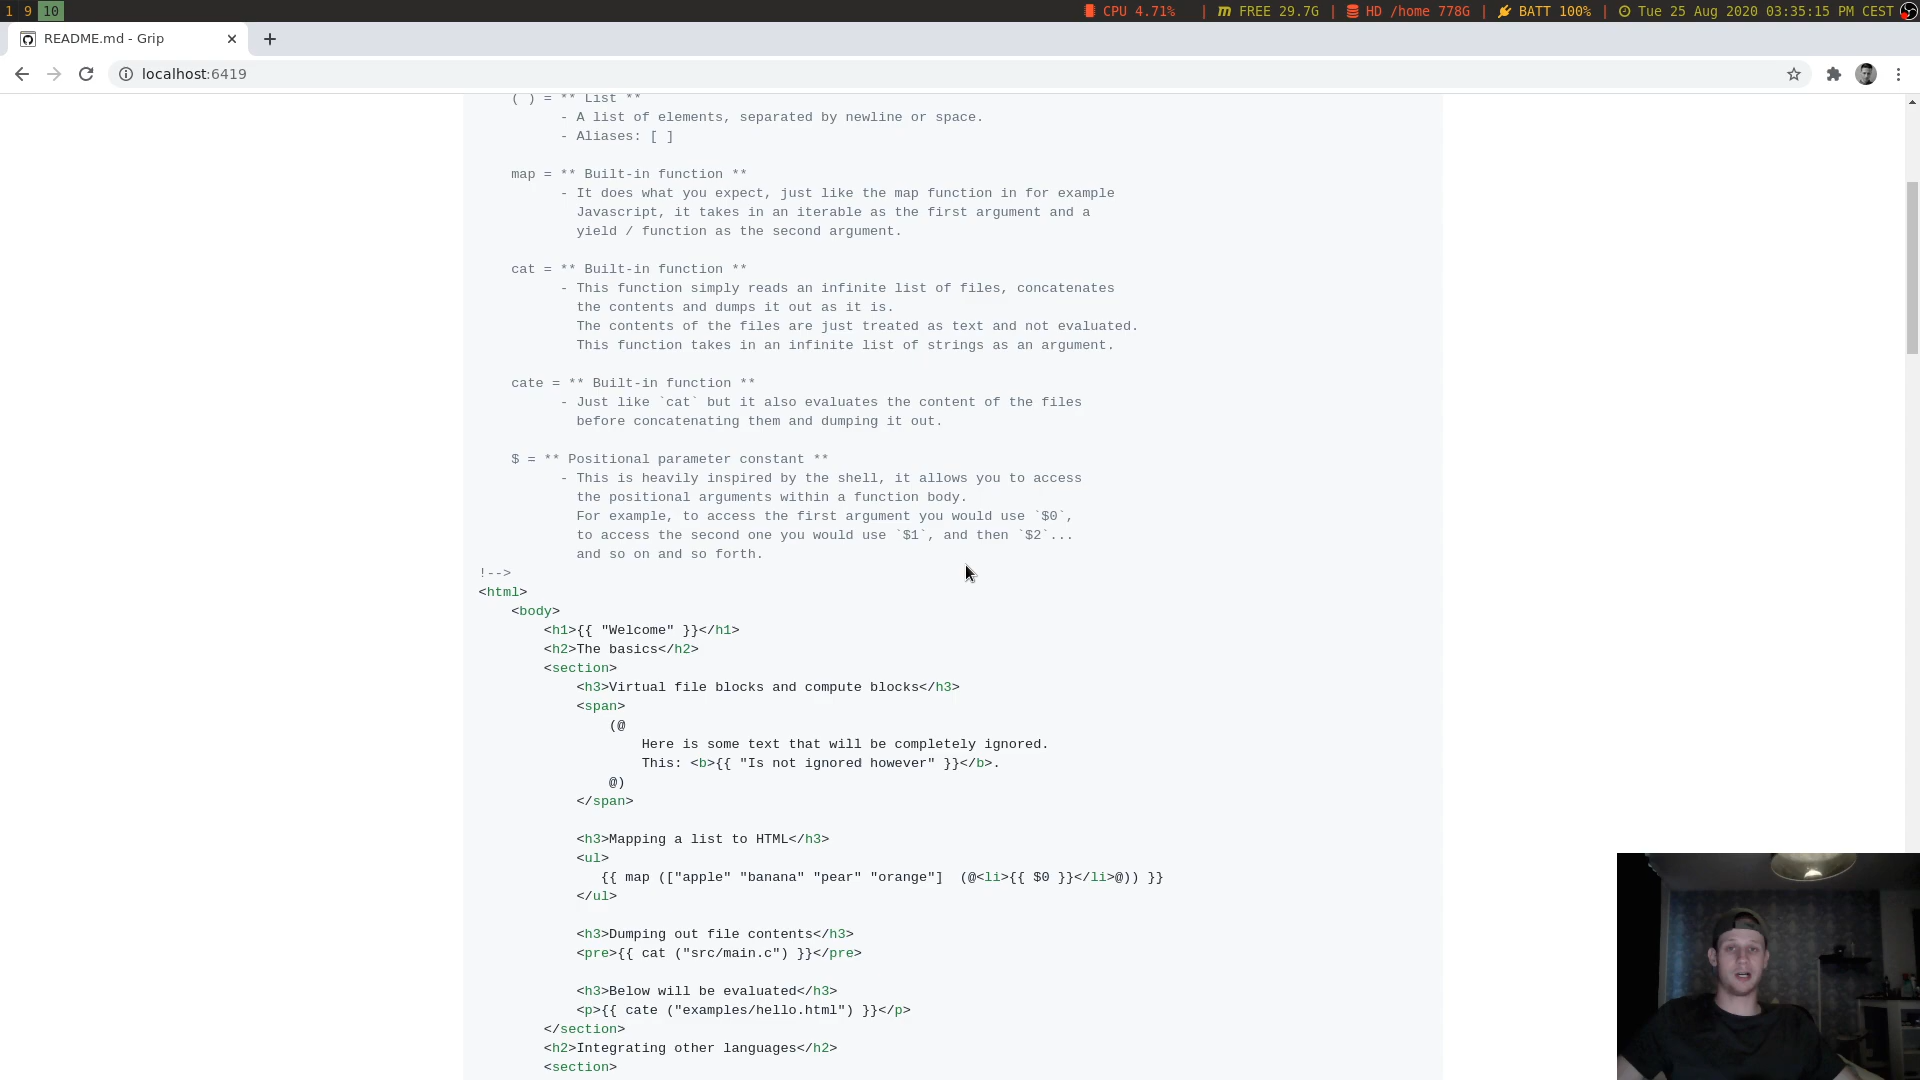 1 9 10 CPU 4.71% | FREE 29.7G | HD /home 778G | BATT 100% | Tue 25 Aug 2020 03:35:15 PM CEST
README.md - Grip
localhost:6419
( ) = ** List **
- A list of elements, separated by newline or space.
- Aliases: [ ]
map = ** Built-in function **
- It does what you expect, just like the map function in for example
Javascript, it takes in an iterable as the first argument and a
yield / function as the second argument.
cat = ** Built-in function **
- This function simply reads an infinite list of files, concatenates
the contents and dumps it out as it is.
The contents of the files are just treated as text and not evaluated.
This function takes in an infinite list of strings as an argument.
cate = ** Built-in function **
- Just like `cat` but it also evaluates the content of the files
before concatenating them and dumping it out.
$ = ** Positional parameter constant **
- This is heavily inspired by the shell, it allows you to access
the positional arguments within a function body.
For example, to access the first argument you would use `$0`,
to access the second one you would use `$1`, and then `$2`...
and so on and so forth.
!-->
<html>
<body>
<h1>{{ "Welcome" }}</h1>
<h2>The basics</h2>
<section>
<h3>Virtual file blocks and compute blocks</h3>
<span>
(@
Here is some text that will be completely ignored.
This: <b>{{ "Is not ignored however" }}</b>.
@)
</span>
<h3>Mapping a list to HTML</h3>
<ul>
{{ map (["apple" "banana" "pear" "orange"]  (@<li>{{ $0 }}</li>@)) }}
</ul>
<h3>Dumping out file contents</h3>
<pre>{{ cat ("src/main.c") }}</pre>
<h3>Below will be evaluated</h3>
<p>{{ cate ("examples/hello.html") }}</p>
</section>
<h2>Integrating other languages</h2>
<section>